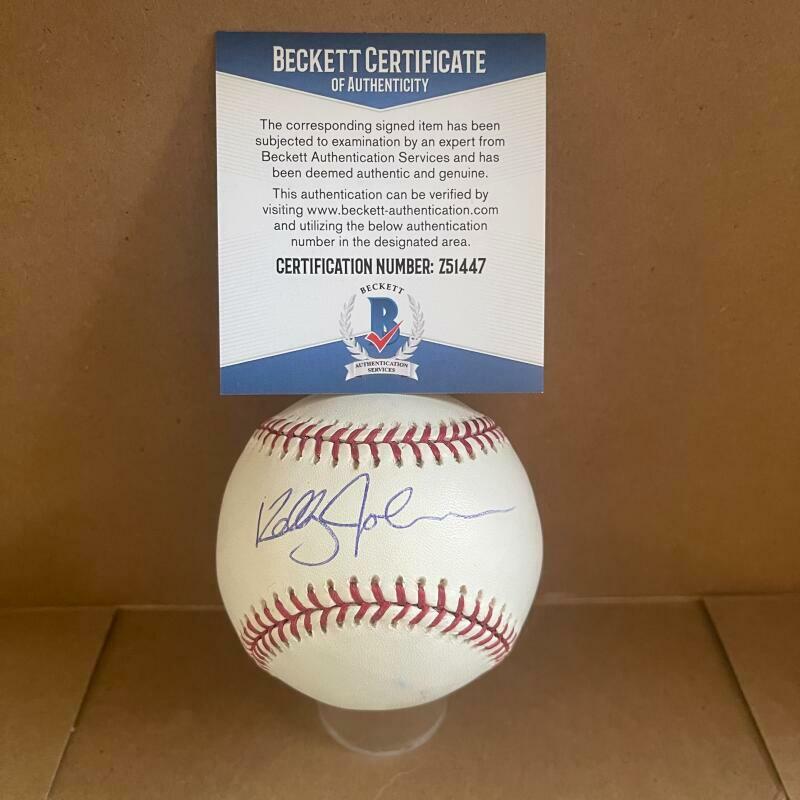 BECKETT CERTIFICATE
OF AUTHENTICITY
The corresponding signed item has been
subjected to examination by an expert from
Beckett Authentication Services and has
been deemed authentic and genuine.
This authentication can be verified by
visiting www.beckett-authentication.com
and utilizing the below authentication
number in the designated area.
CERTIFICATION NUMBER: Z51447
BECKETT
B
AUTHENTICATION
SERVICES
Kelly Johnson